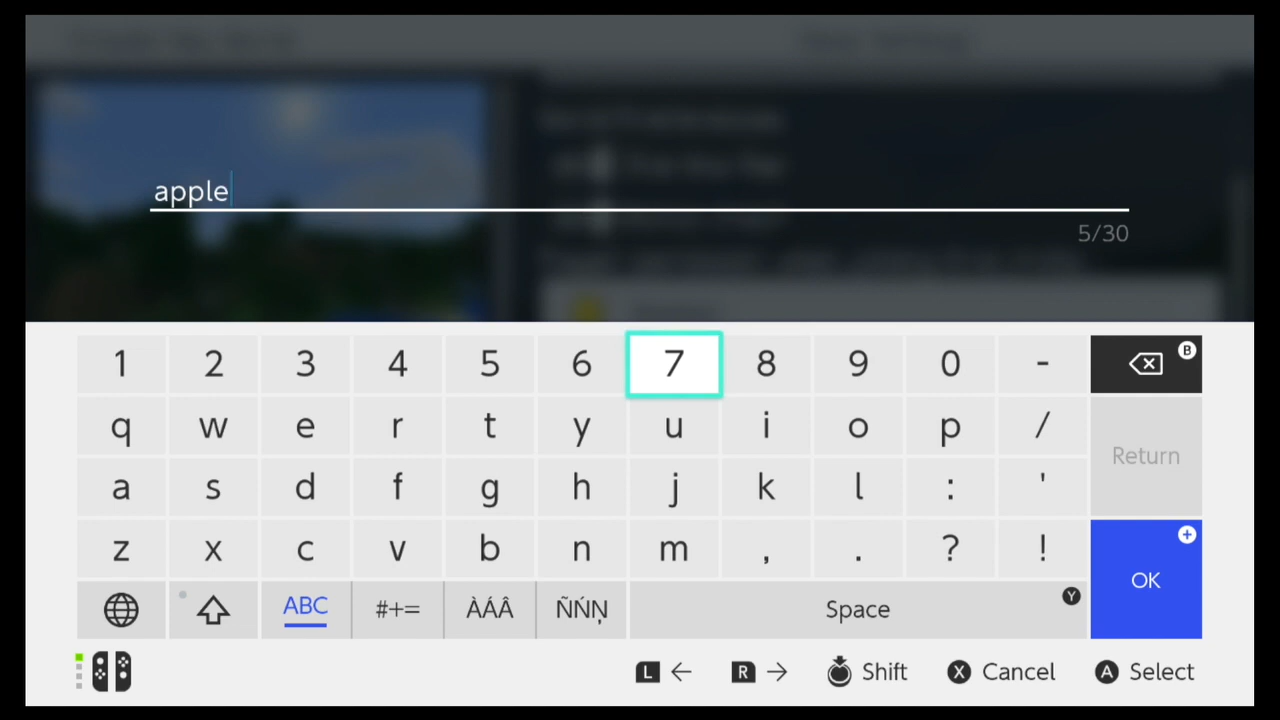 apple
5/30
1 2 3 4 5 6 7 8 9 0 - B
q w e r t y u i o p /
Return
a s d f g h j k l : '
z x c v b n m , . ? !
+
OK
ABC #+= ÀÁÂ ÑŃŅ Space Y
L ← R → Shift X Cancel A Select